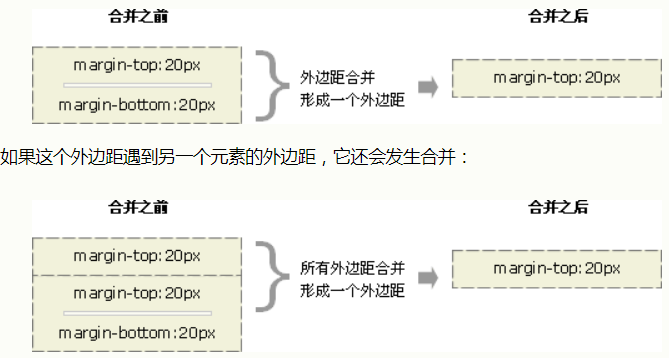 合并之前
合并之后
margin-top:20px
margin-bottom:20px
外边距合并
形成一个外边距
margin-top:20px
如果这个外边距遇到另一个元素的外边距，它还会发生合并：
合并之前
合并之后
margin-top:20px
margin-top:20px
margin-bottom:20px
所有外边距合并
形成一个外边距
margin-top:20px